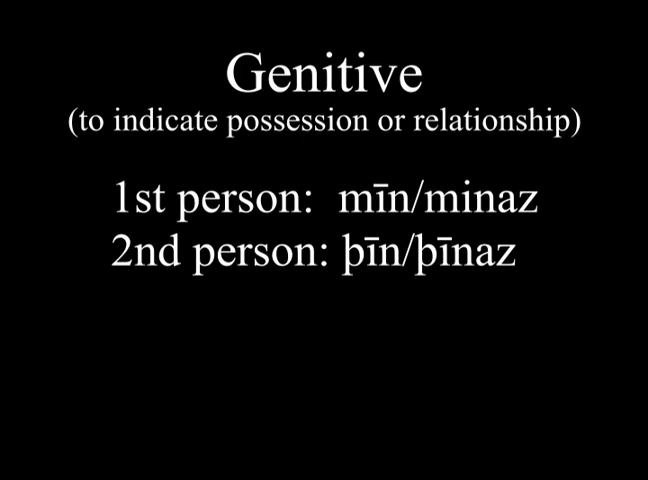 Genitive
(to indicate possession or relationship)
1st person: mīn/minaz
2nd person: þīn/þīnaz